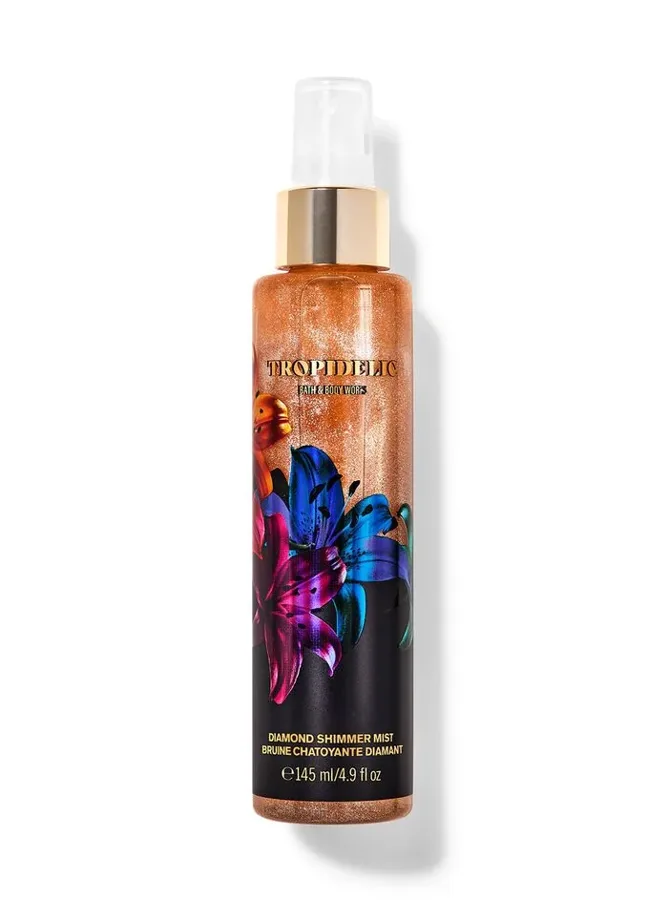 TROPIDELIC
BATH & BODY WORKS
DIAMOND SHIMMER MIST
BRUINE CHATOYANTE DIAMANT
℮145 ml/4.9 fl oz